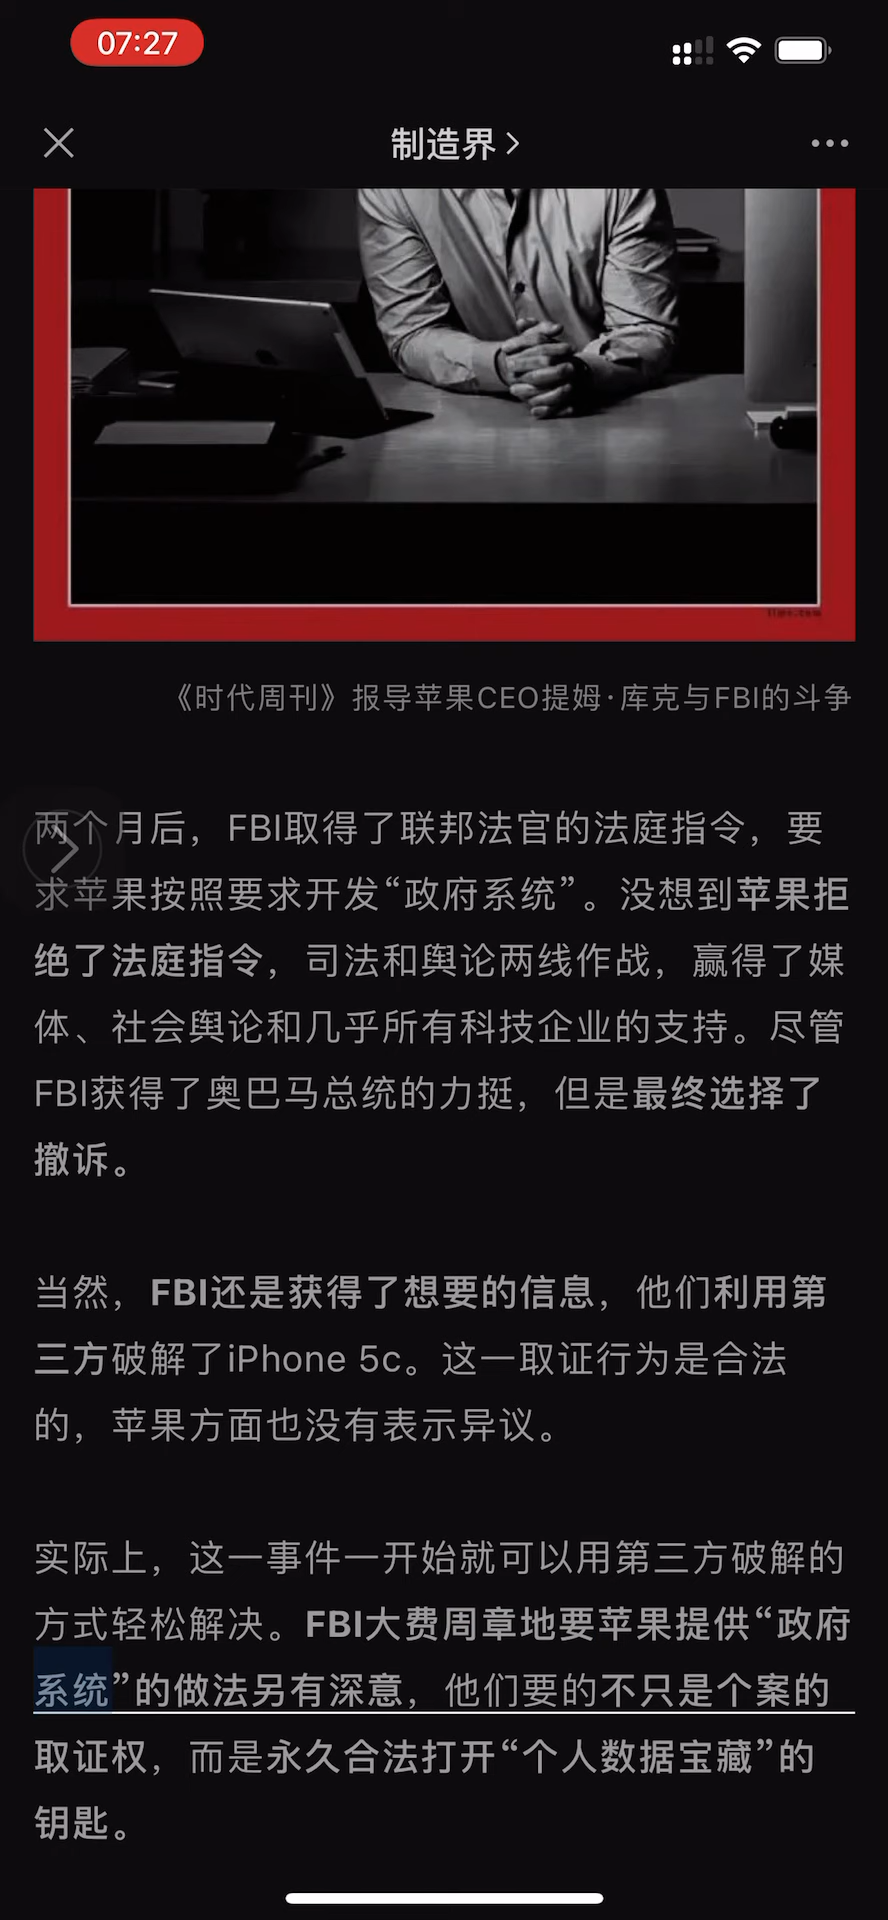 07:27
制造界
time.com
《时代周刊》报导苹果CEO提姆·库克与FBI的斗争
两个月后，FBI取得了联邦法官的法庭指令，要
求苹果按照要求开发“政府系统”。没想到苹果拒
绝了法庭指令，司法和舆论两线作战，赢得了媒
体、社会舆论和几乎所有科技企业的支持。尽管
FBI获得了奥巴马总统的力挺，但是最终选择了
撤诉。
当然，FBI还是获得了想要的信息，他们利用第
三方破解了iPhone 5c。这一取证行为是合法
的，苹果方面也没有表示异议。
实际上，这一事件一开始就可以用第三方破解的
方式轻松解决。FBI大费周章地要苹果提供“政府
系统”的做法另有深意，他们要的不只是个案的
取证权，而是永久合法打开“个人数据宝藏”的
钥匙。